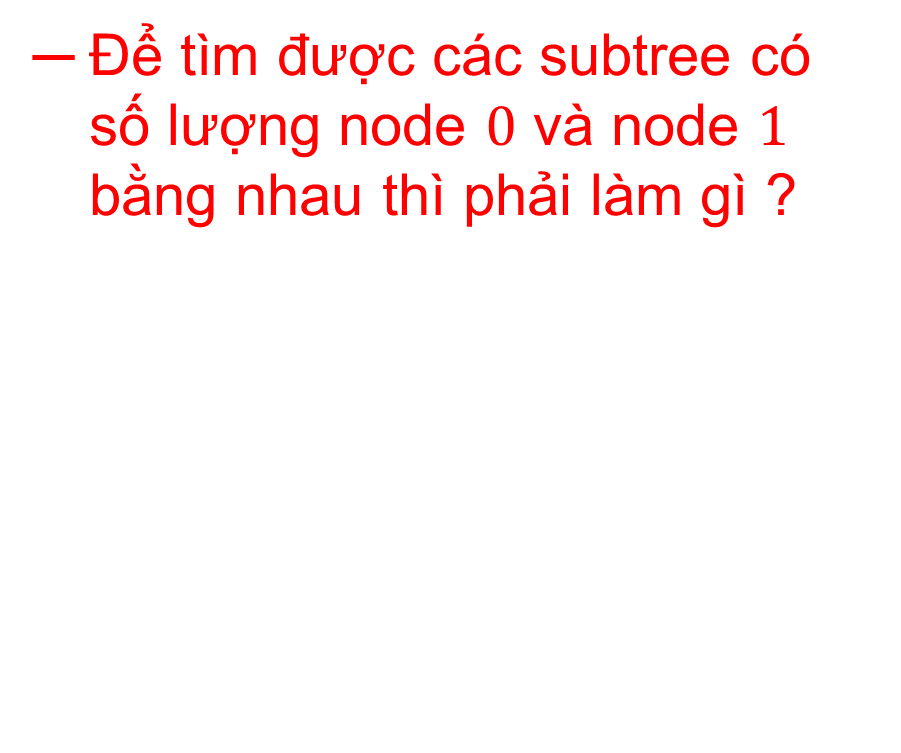 – Để tìm được các subtree có
số lượng node 0 và node 1
bằng nhau thì phải làm gì ?